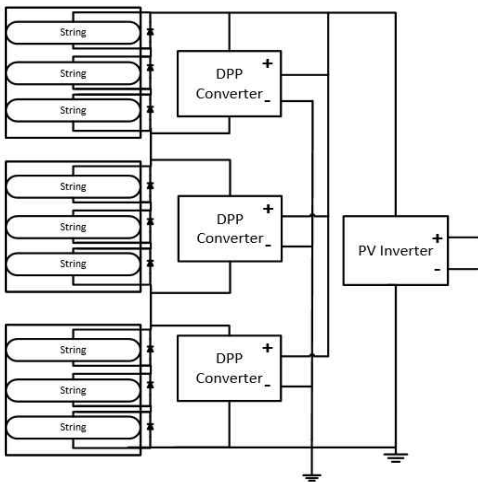 String
String
String
DPP
Converter
+
-
String
String
String
DPP
Converter
+
-
PV Inverter
+
-
String
String
String
DPP
Converter
+
-